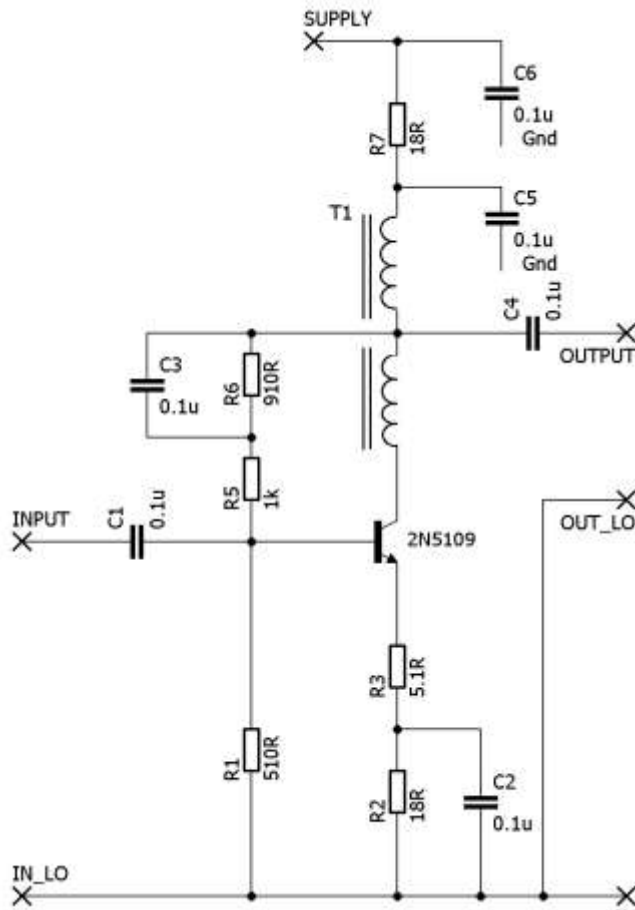 SUPPLY
C6
0.1u
Gnd
R7
18R
T1
C5
0.1u
Gnd
C4
0.1u
OUTPUT
C3
0.1u
R6
910R
R5
1k
INPUT
C1
0.1u
2N5109
OUT_LO
R3
5.1R
R1
510R
R2
18R
C2
0.1u
IN_LO